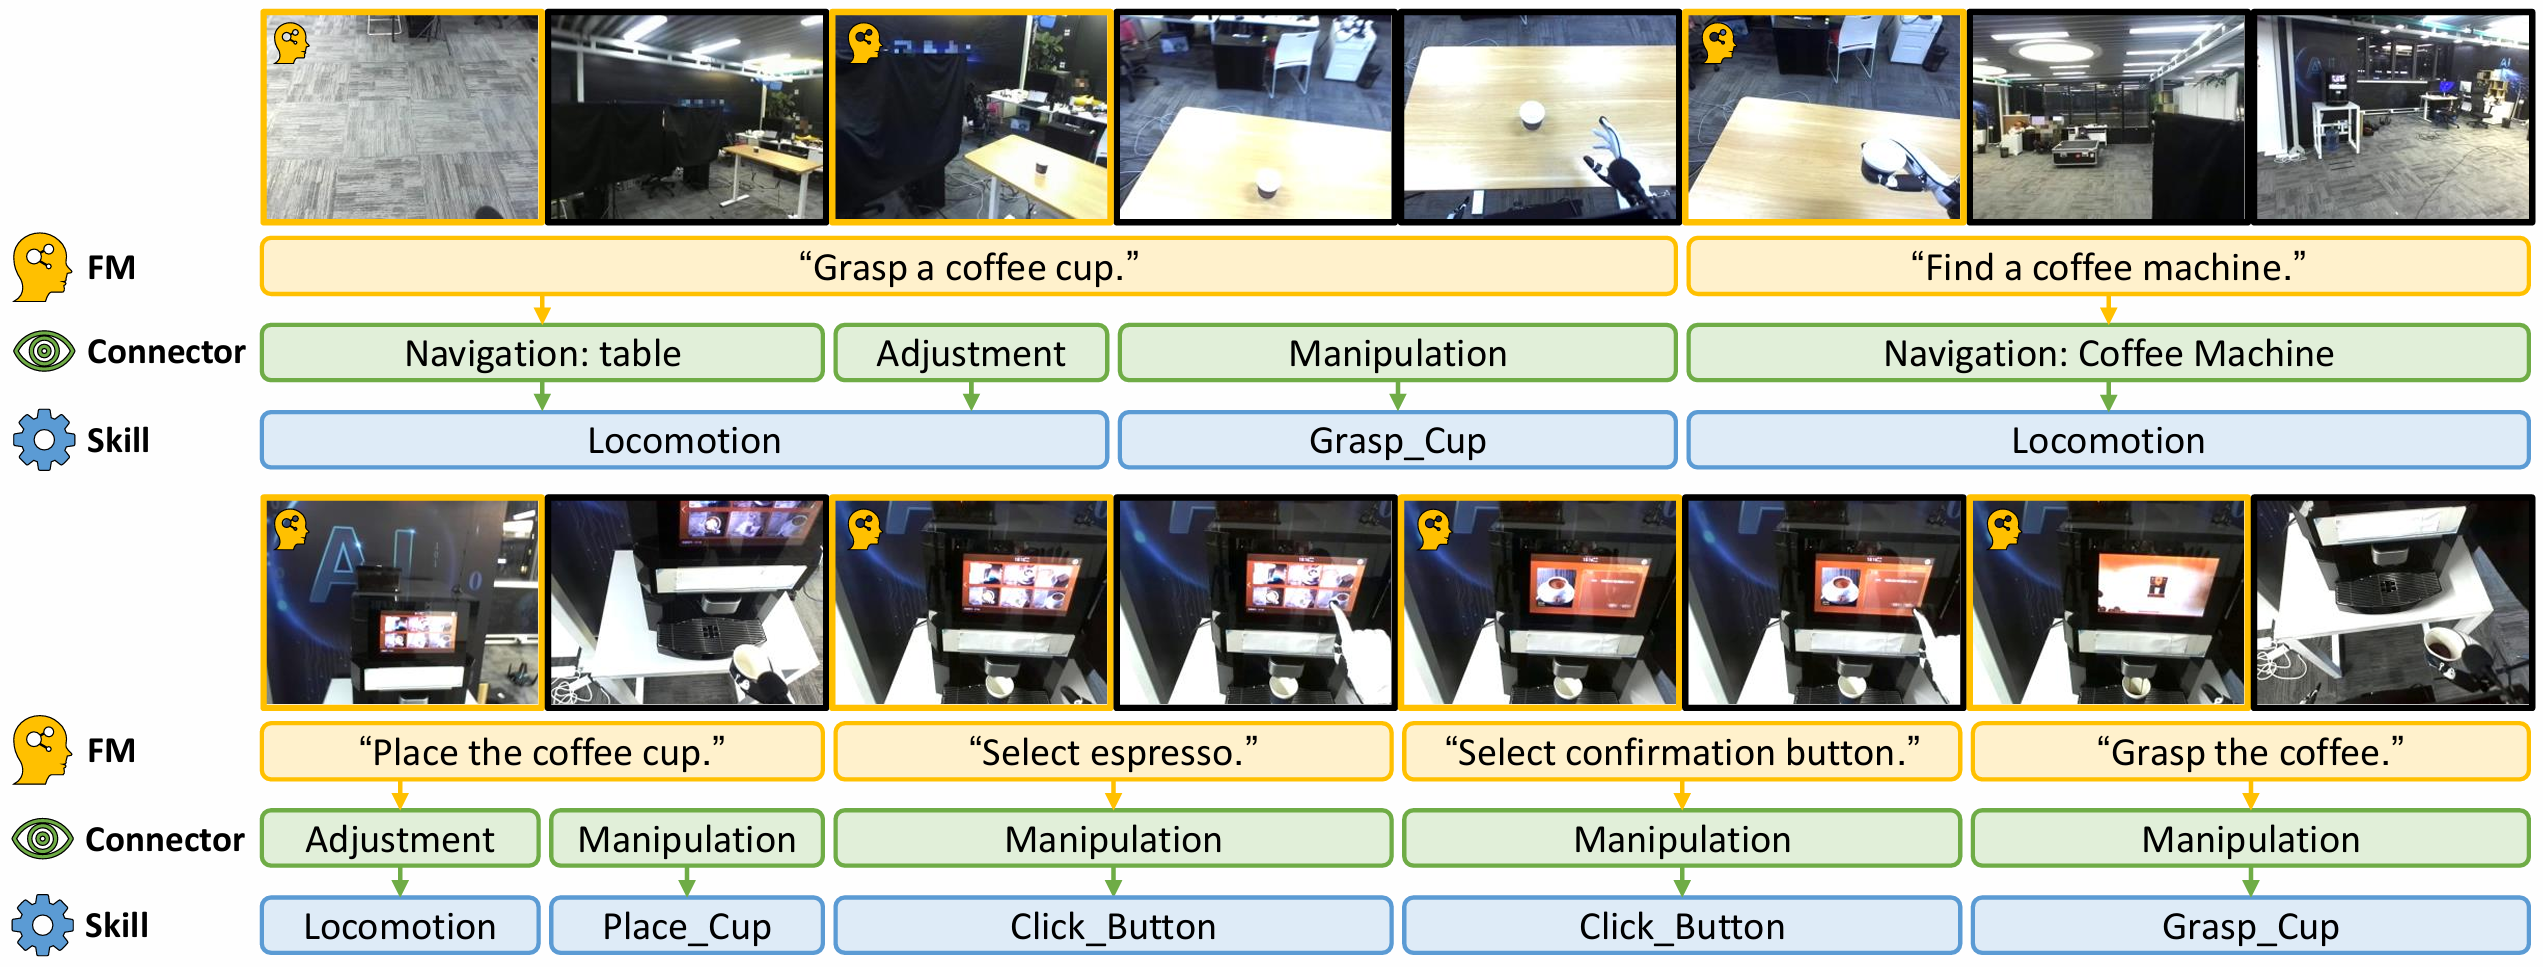 FM
“Grasp a coffee cup.”
“Find a coffee machine.”
Connector
Navigation: table
Adjustment
Manipulation
Navigation: Coffee Machine
Skill
Locomotion
Grasp_Cup
Locomotion
AI
FM
“Place the coffee cup.”
“Select espresso.”
“Select confirmation button.”
“Grasp the coffee.”
Connector
Adjustment
Manipulation
Manipulation
Manipulation
Manipulation
Skill
Locomotion
Place_Cup
Click_Button
Click_Button
Grasp_Cup